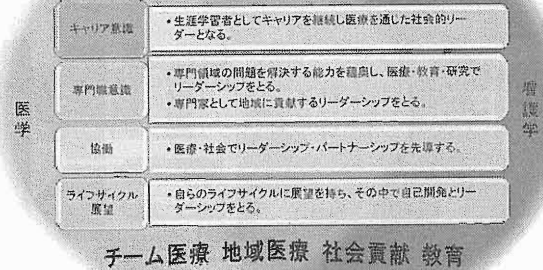 キャリア意識
・生涯学習者としてキャリアを継続し医療を通じた社会的リー
ダーとなる。
専門職意識
・専門領域の問題を解決する能力を醸成し、医療・教育・研究で
リーダーシップをとる。
・専門家として地域に貢献するリーダーシップをとる。
医学
看護学
協働
・医療・社会でリーダーシップ・パートナーシップを先導する。
ライフサイクル
展望
・自らのライフサイクルに展望を持ち、その中で自己開発とリー
ダーシップをとる。
チーム医療 地域医療 社会貢献 教育